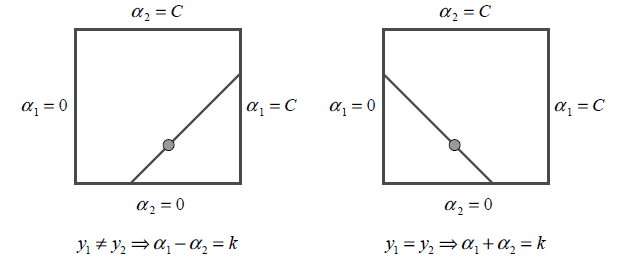 α₂ = C
α₁ = 0
α₁ = C
α₂ = 0
y₁ ≠ y₂ ⇒ α₁ − α₂ = k
α₂ = C
α₁ = 0
α₁ = C
α₂ = 0
y₁ = y₂ ⇒ α₁ + α₂ = k